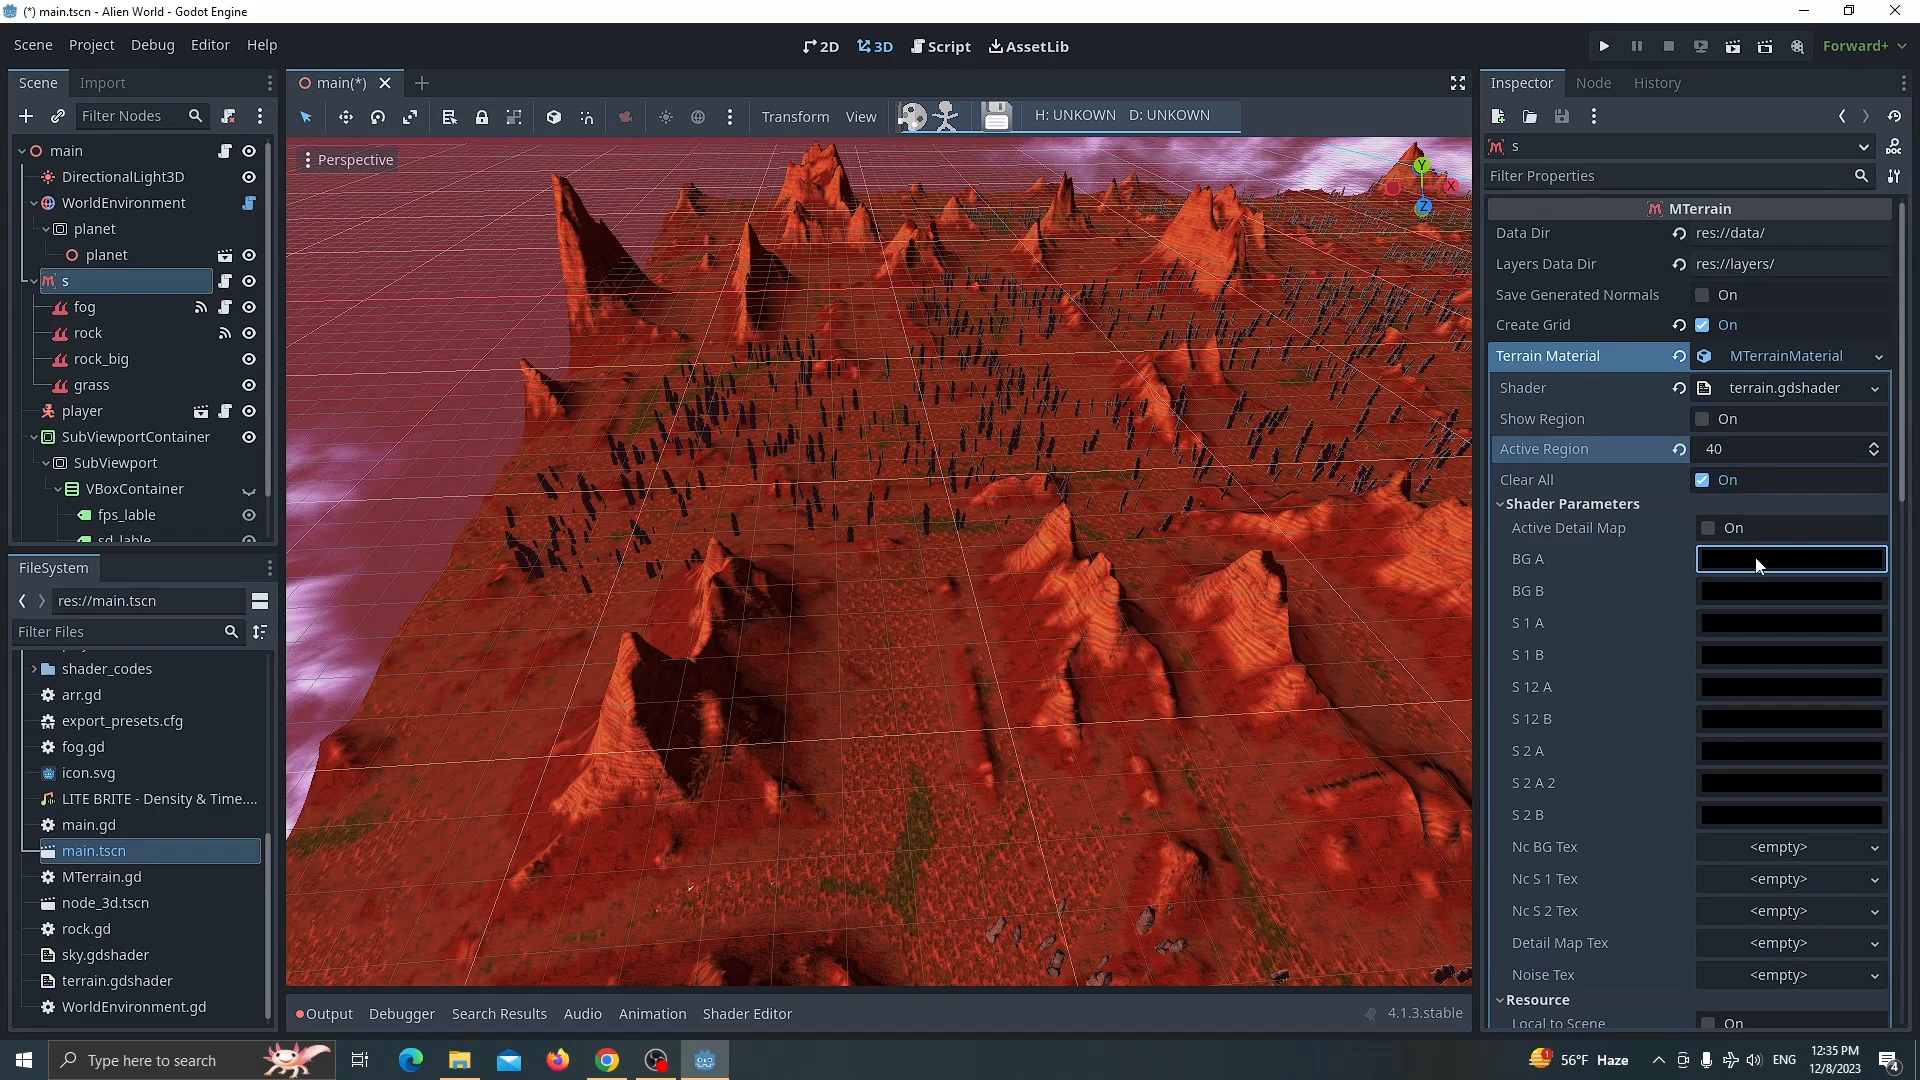 (*) main.tscn - Alien World - Godot Engine
Scene Project Debug Editor Help
2D 3D Script AssetLib
Forward+
Scene Import
Filter Nodes
main
DirectionalLight3D
WorldEnvironment
planet
planet
s
fog
rock
rock_big
grass
player
SubViewportContainer
SubViewport
VBoxContainer
fps_lable
sd_lable
FileSystem
res://main.tscn
Filter Files
shader_codes
arr.gd
export_presets.cfg
fog.gd
icon.svg
LITE BRITE - Density & Time....
main.gd
main.tscn
MTerrain.gd
node_3d.tscn
rock.gd
sky.gdshader
terrain.gdshader
WorldEnvironment.gd
main(*)
Transform View H: UNKOWN D: UNKOWN
Perspective
Y
X
Z
Output Debugger Search Results Audio Animation Shader Editor 4.1.3.stable
Inspector Node History
s
Filter Properties
MTerrain
Data Dir res://data/
Layers Data Dir res://layers/
Save Generated Normals On
Create Grid On
Terrain Material MTerrainMaterial
Shader terrain.gdshader
Show Region On
Active Region 40
Clear All On
Shader Parameters
Active Detail Map On
BG A
BG B
S 1 A
S 1 B
S 12 A
S 12 B
S 2 A
S 2 A 2
S 2 B
Nc BG Tex <empty>
Nc S 1 Tex <empty>
Nc S 2 Tex <empty>
Detail Map Tex <empty>
Noise Tex <empty>
Resource
Local to Scene On
Type here to search
56°F Haze
ENG
12:35 PM
12/8/2023
4